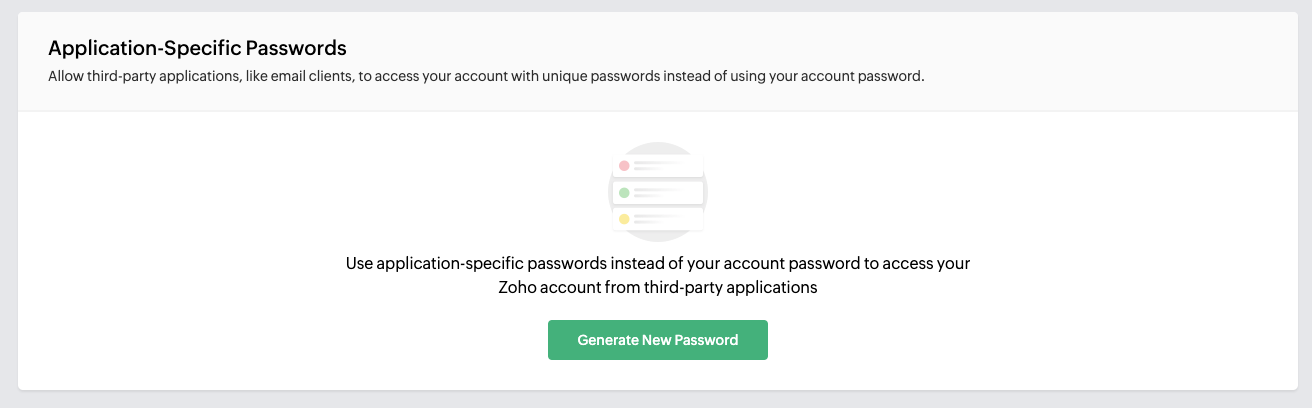 Application-Specific Passwords
Allow third-party applications, like email clients, to access your account with unique passwords instead of using your account password.
Use application-specific passwords instead of your account password to access your
Zoho account from third-party applications
Generate New Password